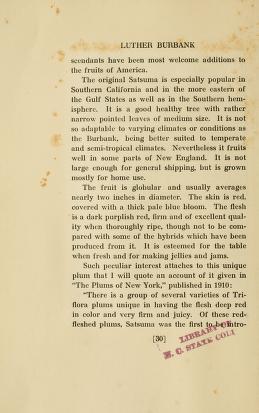 LUTHER BURBANK
scendants have been most welcome additions to
the fruits of America.
The original Satsuma is especially popular in
Southern California and in the more eastern of
the Gulf States as well as in the Southern hem-
isphere. It is a good healthy tree with rather
narrow pointed leaves of medium size. It is not
so adaptable to varying climates or conditions as
the Burbank, being better suited to temperate
and semi-tropical climates. Nevertheless it fruits
well in some parts of New England. It is not
large enough for general shipping, but is grown
mostly for home use.
The fruit is globular and usually averages
nearly two inches in diameter. The skin is red,
covered with a thick pale blue bloom. The flesh
is a dark purplish red, firm and of excellent qual-
ity when thoroughly ripe, though not to be com-
pared with some of the hybrids which have been
produced from it. It is esteemed for the table
when fresh and for making jellies and jams.
Such peculiar interest attaches to this unique
plum that I will quote an account of it given in
"The Plums of New York," published in 1910:
"There is a group of several varieties of Tri-
flora plums unique in having the flesh deep red
in color and very firm and juicy. Of these red-
fleshed plums, Satsuma was the first to be intro-
[30]
LIBRARY OF
N. C. STATE COLL